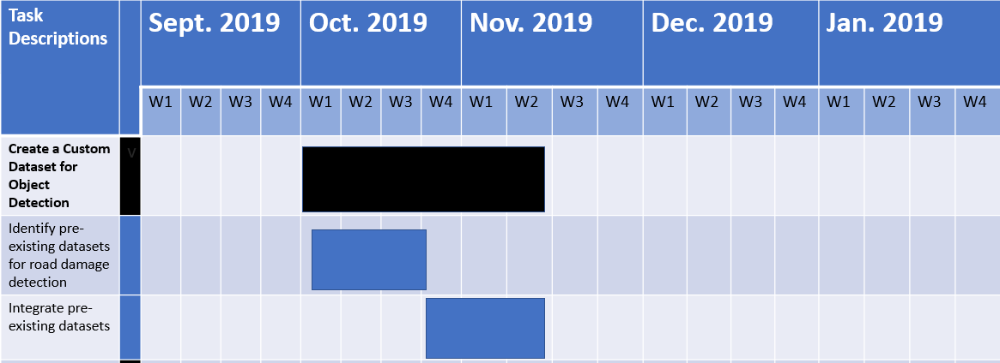 Task
Descriptions
Sept. 2019 Oct. 2019 Nov. 2019 Dec. 2019 Jan. 2019
W1 W2 W3 W4 W1 W2 W3 W4 W1 W2 W3 W4 W1 W2 W3 W4 W1 W2 W3 W4
Create a Custom
Dataset for
Object
Detection
V
Identify pre-
existing datasets
for road damage
detection
Integrate pre-
existing datasets